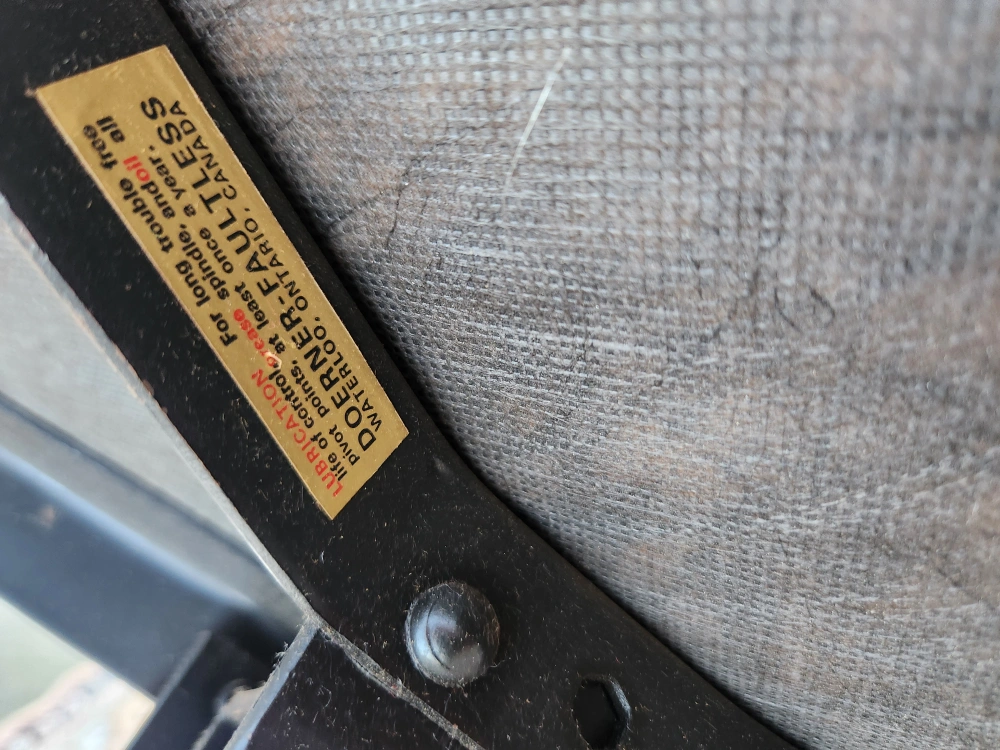 LUBRICATION For long trouble free
life of control grease spindle, and oil all
pivot points, at least once a year.
DOERNER-FAULTLESS
WATERLOO, ONTARIO, CANADA